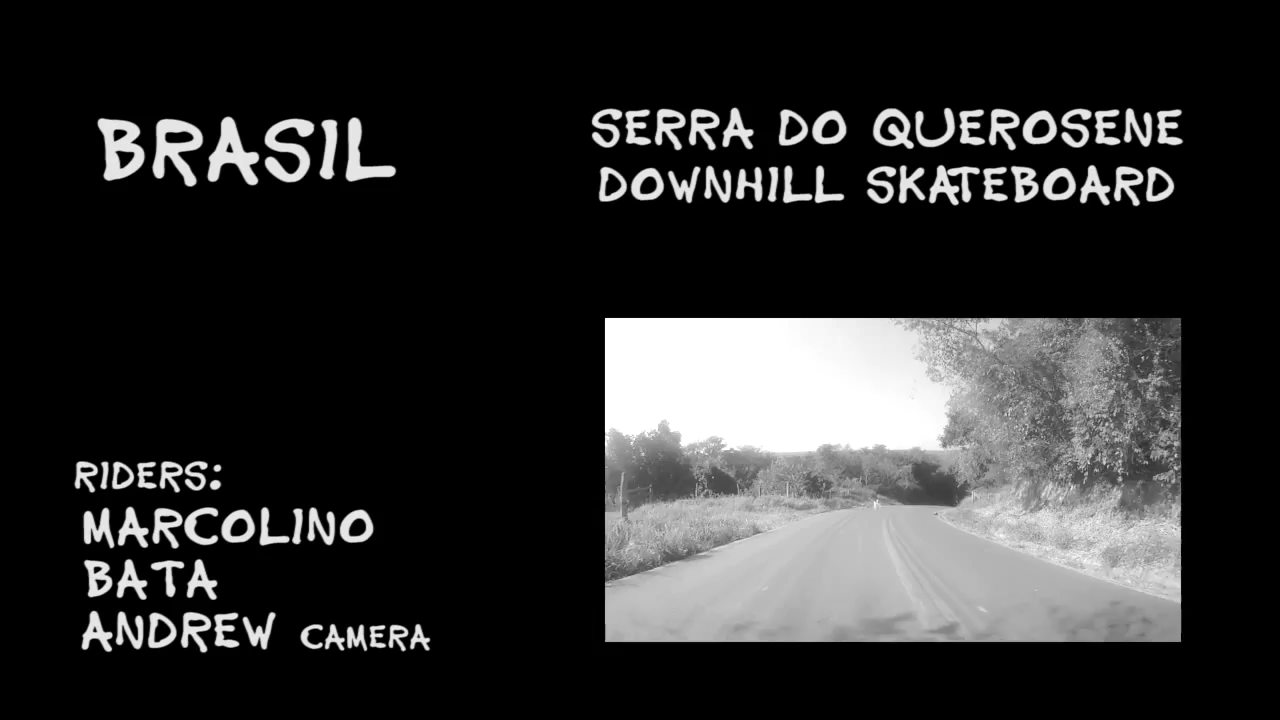 BRASIL
SERRA DO QUEROSENE
DOWNHILL SKATEBOARD
RIDERS:
MARCOLINO
BATA
ANDREW CAMERA